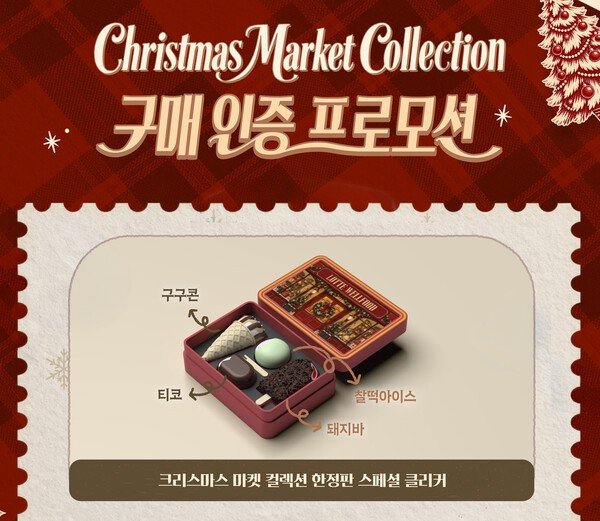 Christmas Market Collection
구매 인증 프로모션
LOTTE WELLFOOD
구구콘
티코
찰떡아이스
돼지바
크리스마스 마켓 컬렉션 한정판 스페셜 클리커